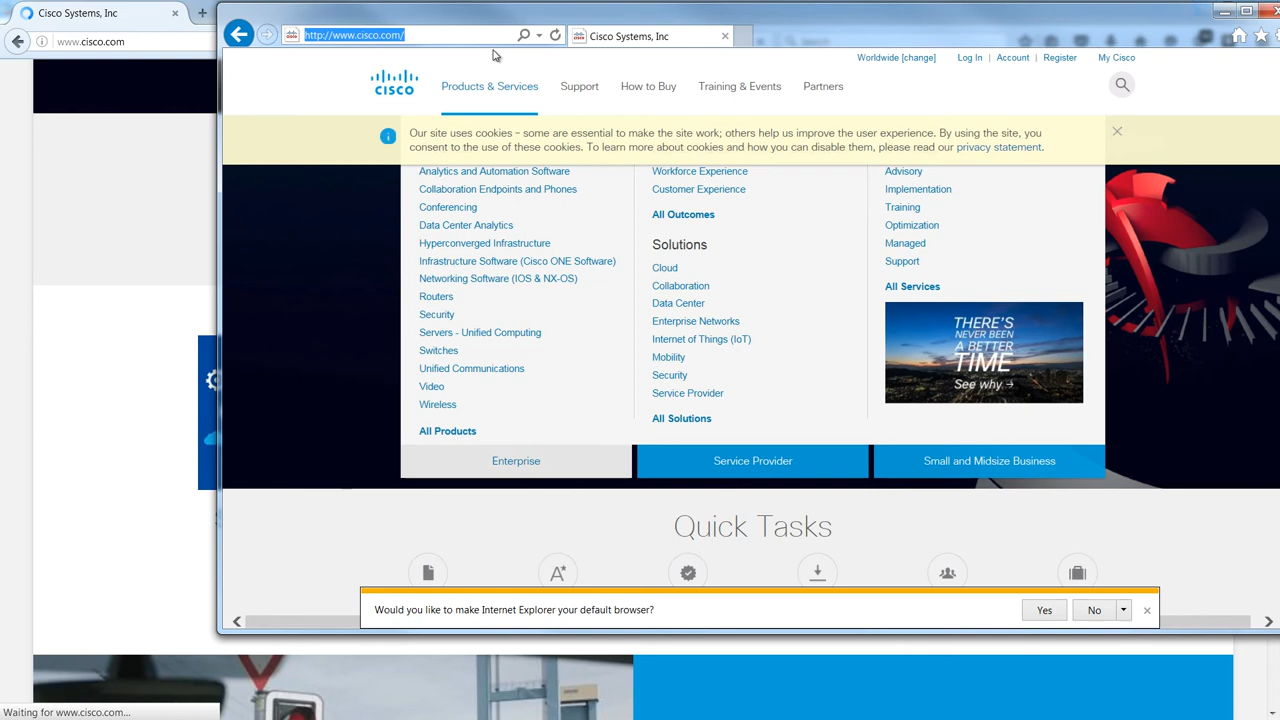 Cisco Systems, Inc
www.cisco.com
http://www.cisco.com/
Cisco Systems, Inc
Worldwide [change]
Log In | Account | Register
My Cisco
CISCO
Products & Services
Support
How to Buy
Training & Events
Partners
Our site uses cookies – some are essential to make the site work; others help us improve the user experience. By using the site, you
consent to the use of these cookies. To learn more about cookies and how you can disable them, please read our privacy statement.
Analytics and Automation Software
Collaboration Endpoints and Phones
Conferencing
Data Center Analytics
Hyperconverged Infrastructure
Infrastructure Software (Cisco ONE Software)
Networking Software (IOS & NX-OS)
Routers
Security
Servers - Unified Computing
Switches
Unified Communications
Video
Wireless
All Products
Workforce Experience
Customer Experience
All Outcomes
Solutions
Cloud
Collaboration
Data Center
Enterprise Networks
Internet of Things (IoT)
Mobility
Security
Service Provider
All Solutions
Advisory
Implementation
Training
Optimization
Managed
Support
All Services
THERE'S
NEVER BEEN
A BETTER
TIME
See why →
Enterprise
Service Provider
Small and Midsize Business
Quick Tasks
Would you like to make Internet Explorer your default browser?
Yes
No
Waiting for www.cisco.com...